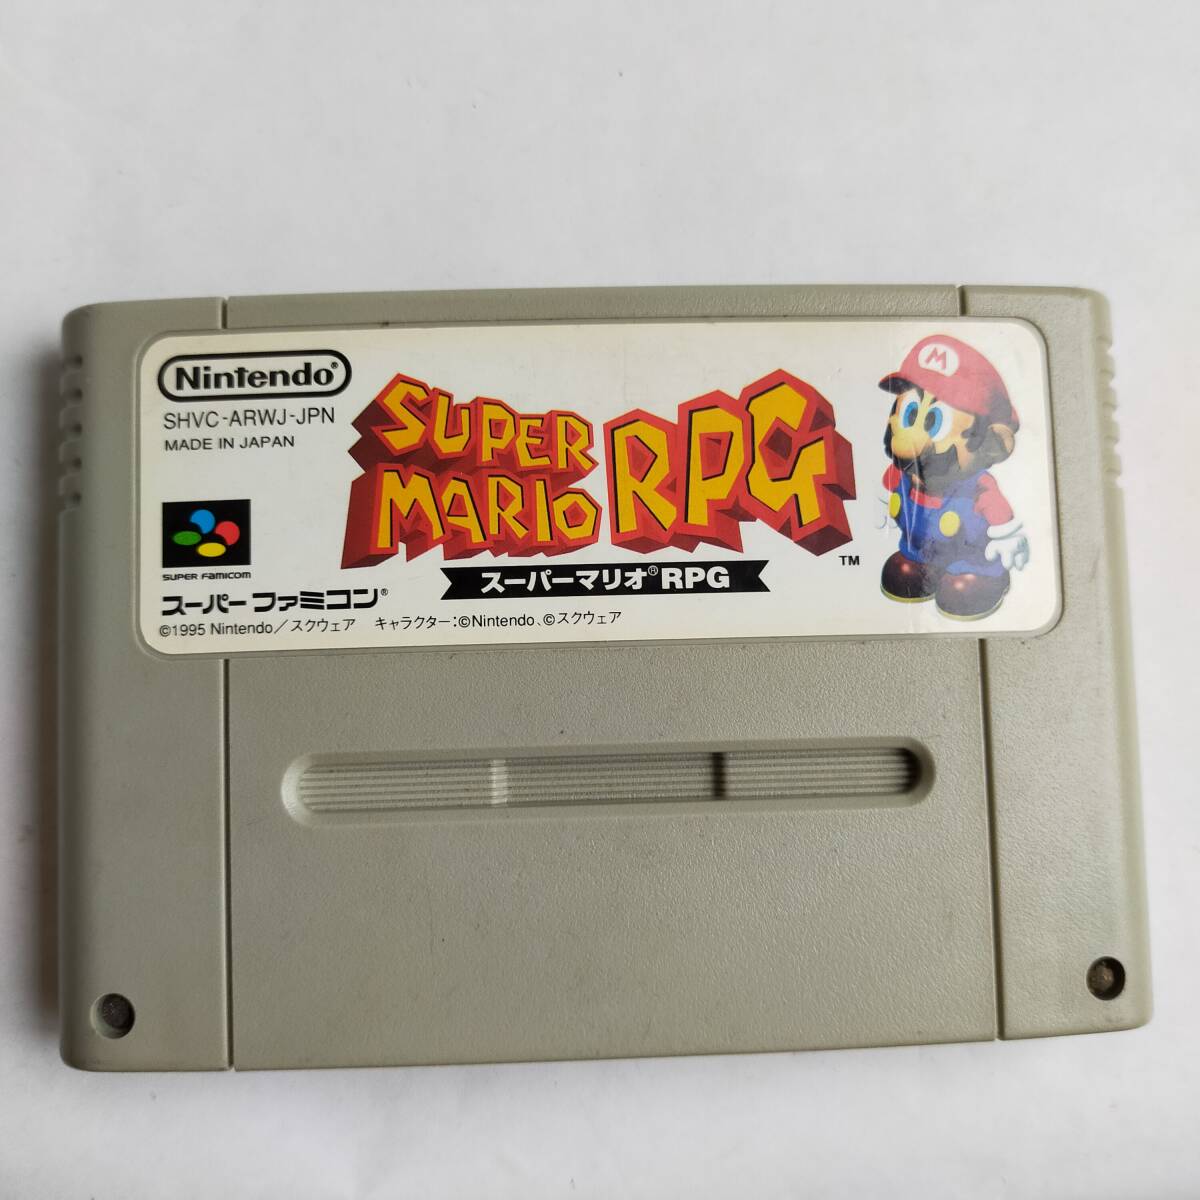 Nintendo®
SHVC-ARWJ-JPN
MADE IN JAPAN
SUPER FAMICOM
スーパーファミコン®
©1995 Nintendo／スクウェア　キャラクター：©Nintendo、©スクウェア
SUPER
MARIO RPG
TM
スーパーマリオ®RPG
M